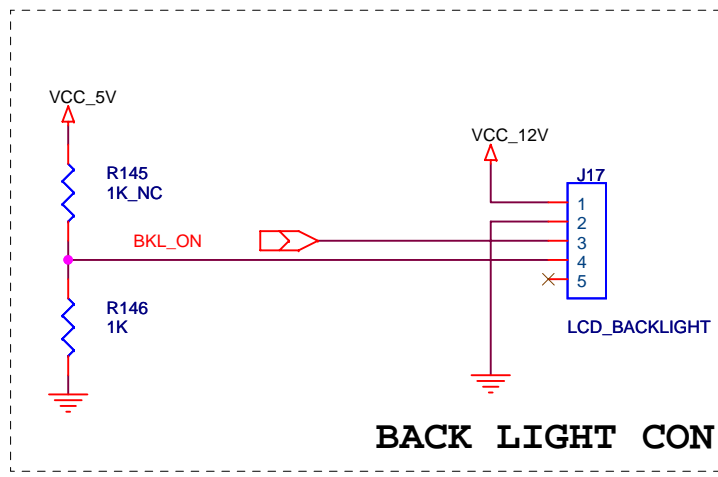 VCC_5V
R145
1K_NC
BKL_ON
R146
1K
VCC_12V
J17
1
2
3
4
5
LCD_BACKLIGHT
BACK LIGHT CON